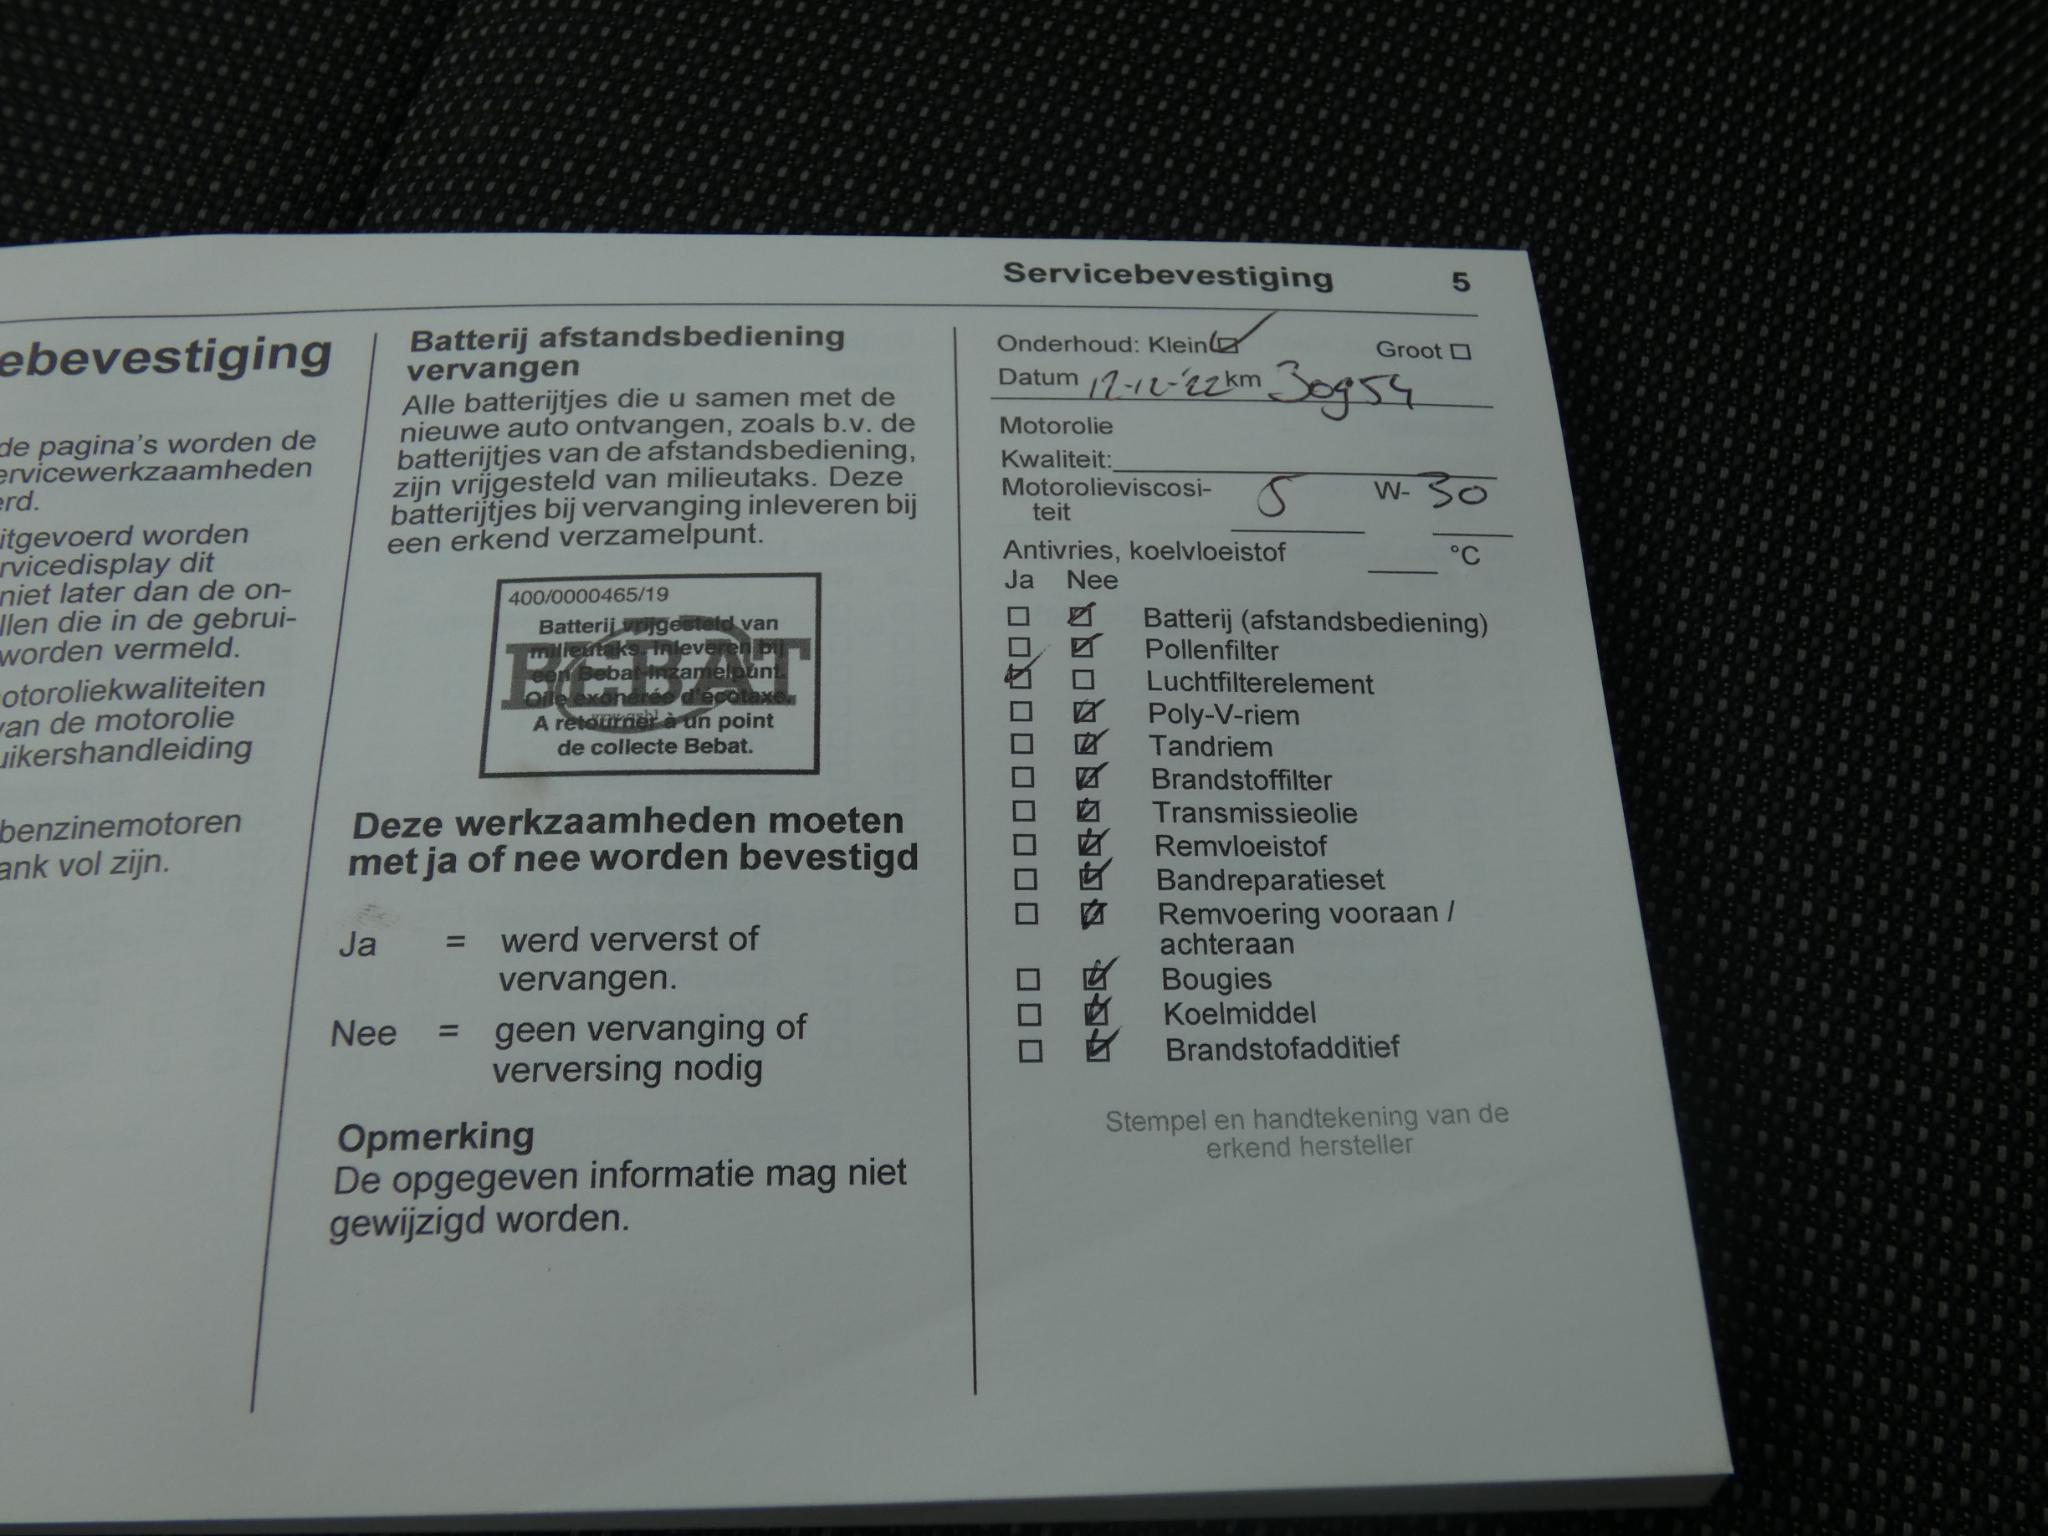 Servicebevestiging 5
ebevestiging
de pagina's worden de
ervicewerkzaamheden
erd.
itgevoerd worden
rvicedisplay dit
niet later dan de on-
llen die in de gebrui-
worden vermeld.
otoroliekwaliteiten
van de motorolie
uikershandleiding
benzinemotoren
ank vol zijn.
Batterij afstandsbediening
vervangen
Alle batterijtjes die u samen met de
nieuwe auto ontvangen, zoals b.v. de
batterijtjes van de afstandsbediening,
zijn vrijgesteld van milieutaks. Deze
batterijtjes bij vervanging inleveren bij
een erkend verzamelpunt.
400/0000465/19
BEBAT
Batterij vrijgesteld van
milieutaks. Inleveren bij
een Bebat-inzamelpunt.
Pile exonérée d'écotaxe.
A retourner à un point
de collecte Bebat.
Deze werkzaamheden moeten
met ja of nee worden bevestigd
Ja = werd ververst of
vervangen.
Nee = geen vervanging of
verversing nodig
Opmerking
De opgegeven informatie mag niet
gewijzigd worden.
Onderhoud: Klein Groot
Datum 12-12-'22 km 30954
Motorolie
Kwaliteit:
Motorolieviscosi- 5 W- 30
teit
Antivries, koelvloeistof °C
Ja Nee
Batterij (afstandsbediening)
Pollenfilter
Luchtfilterelement
Poly-V-riem
Tandriem
Brandstoffilter
Transmissieolie
Remvloeistof
Bandreparatieset
Remvoering vooraan /
achteraan
Bougies
Koelmiddel
Brandstofadditief
Stempel en handtekening van de
erkend hersteller